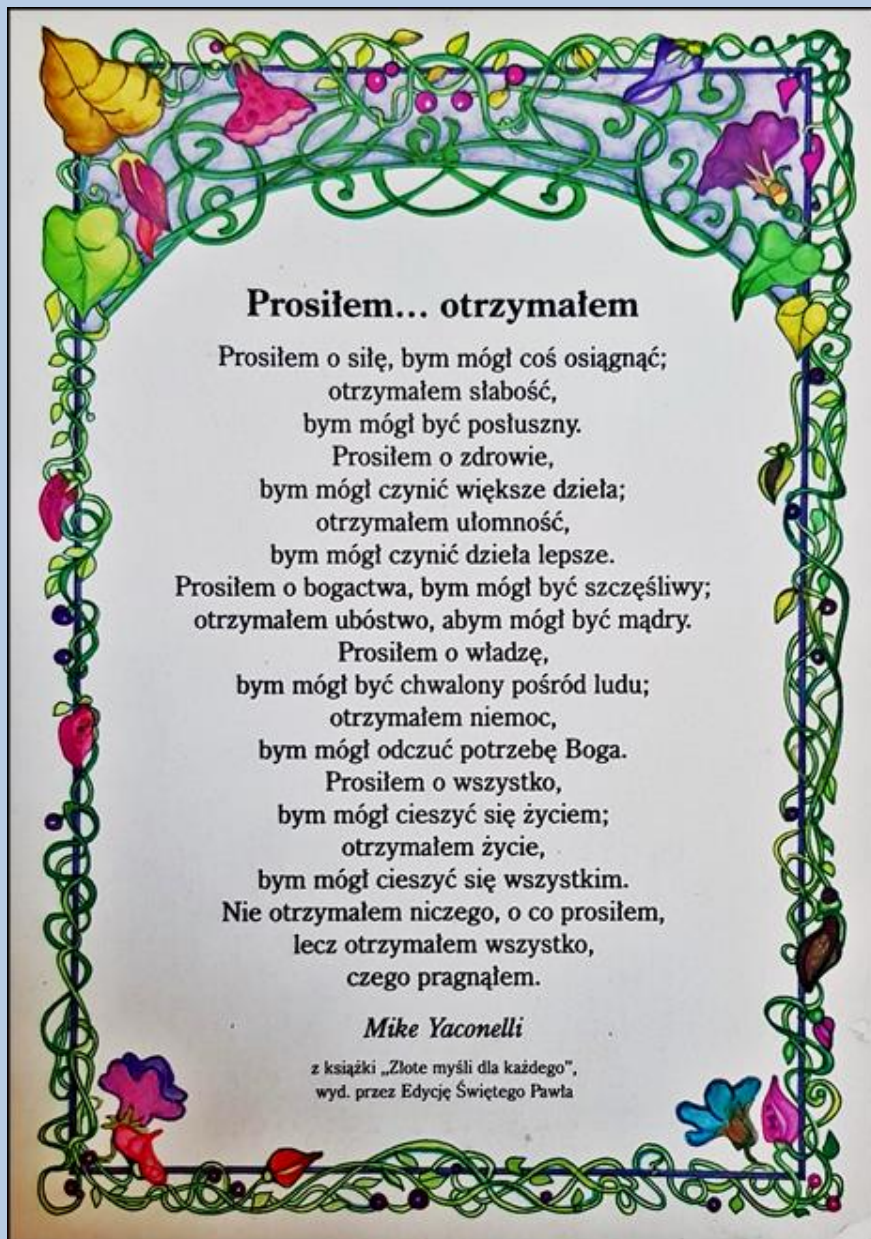 Prosiłem... otrzymałem
Prosiłem o siłę, bym mógł coś osiągnąć;
otrzymałem słabość,
bym mógł być posłuszny.
Prosiłem o zdrowie,
bym mógł czynić większe dzieła;
otrzymałem ułomność,
bym mógł czynić dzieła lepsze.
Prosiłem o bogactwa, bym mógł być szczęśliwy;
otrzymałem ubóstwo, abym mógł być mądry.
Prosiłem o władzę,
bym mógł być chwalony pośród ludu;
otrzymałem niemoc,
bym mógł odczuć potrzebę Boga.
Prosiłem o wszystko,
bym mógł cieszyć się życiem;
otrzymałem życie,
bym mógł cieszyć się wszystkim.
Nie otrzymałem niczego, o co prosiłem,
lecz otrzymałem wszystko,
czego pragnąłem.
Mike Yaconelli
z książki „Złote myśli dla każdego”,
wyd. przez Edycję Świętego Pawła